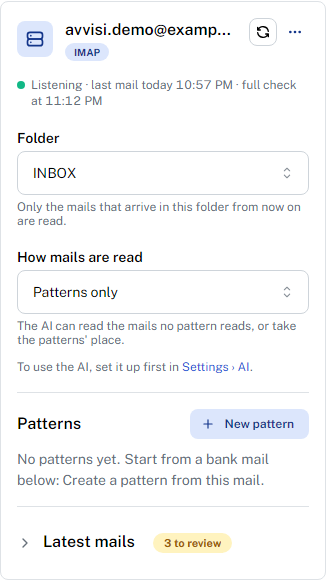 avvisi.demo@examp...
IMAP
Listening · last mail today 10:57 PM · full check
at 11:12 PM
Folder
INBOX
Only the mails that arrive in this folder from now on
are read.
How mails are read
Patterns only
The AI can read the mails no pattern reads, or take
the patterns' place.
To use the AI, set it up first in Settings › AI.
Patterns
+ New pattern
No patterns yet. Start from a bank mail
below: Create a pattern from this mail.
Latest mails
3 to review